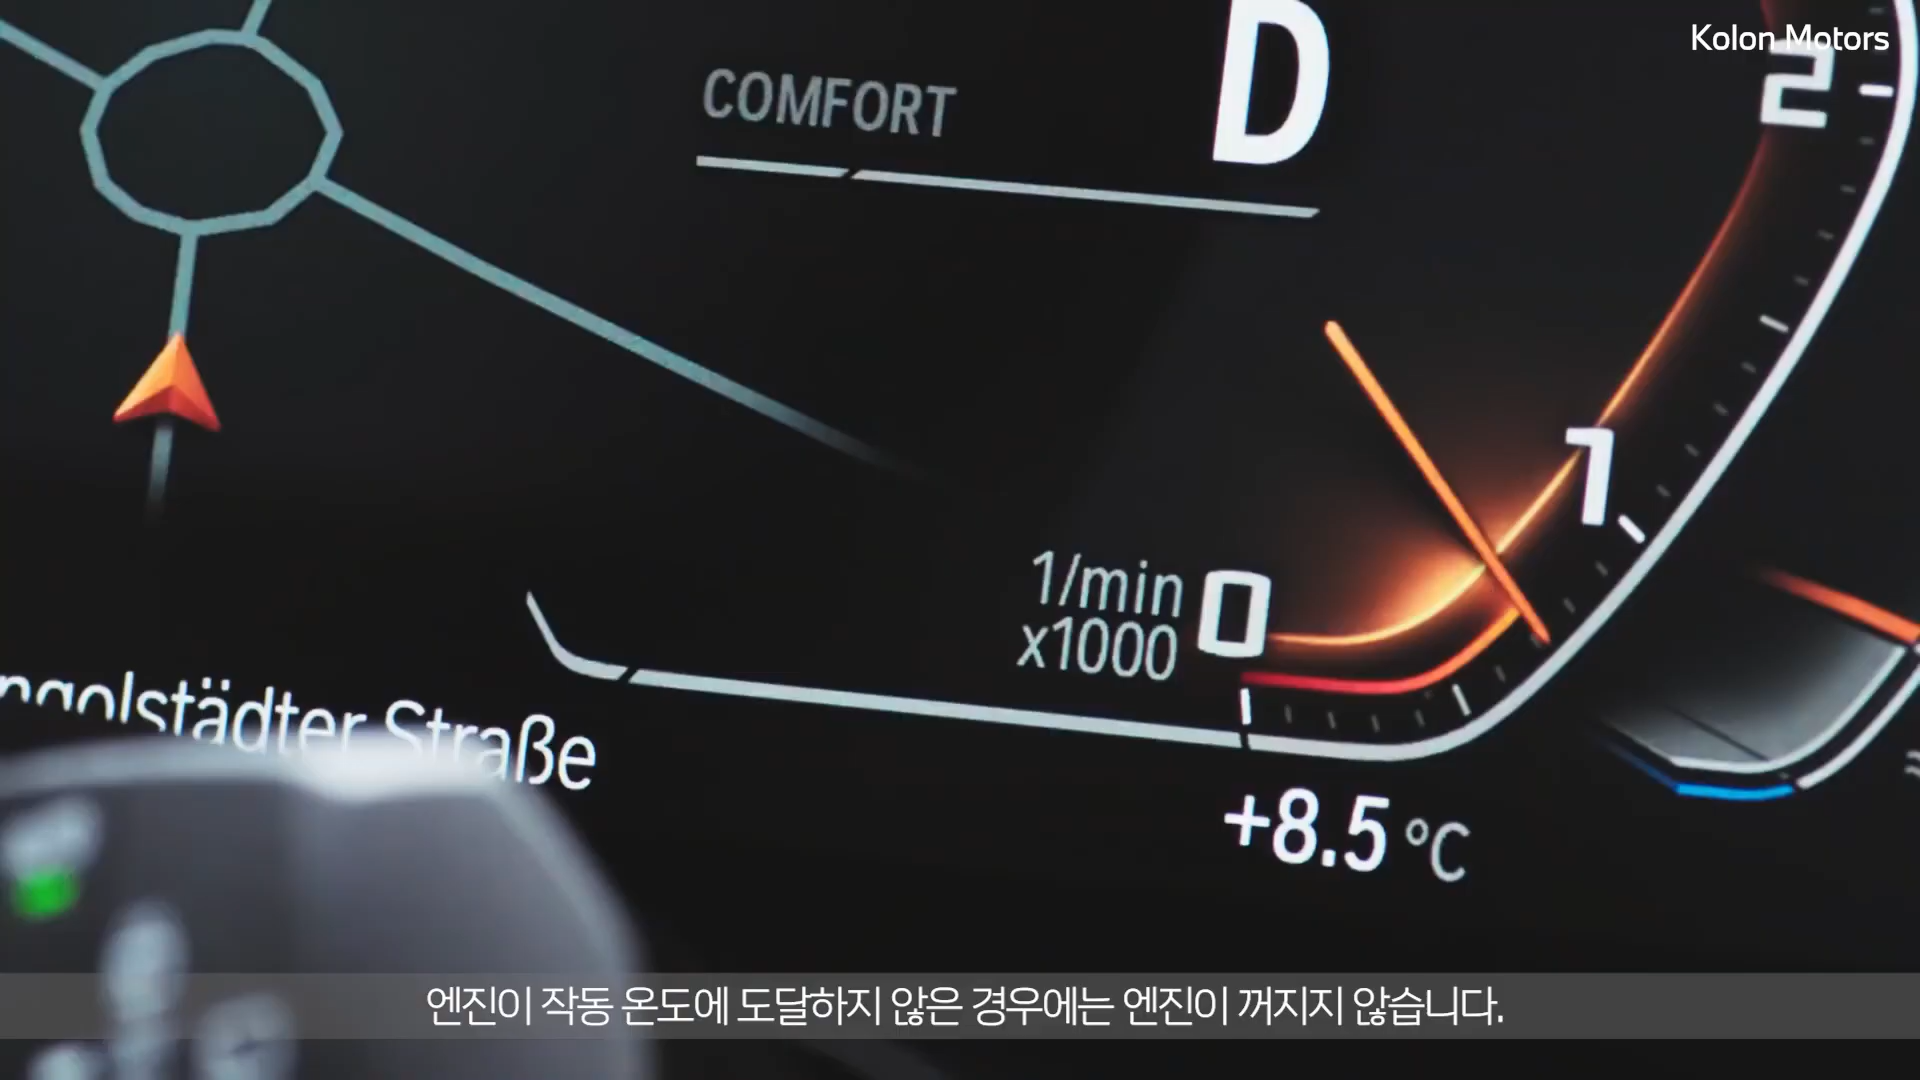 Kolon Motors
COMFORT
D
2
1
1/min
x1000
0
ngolstädter Straße
+8.5 °C
엔진이 작동 온도에 도달하지 않은 경우에는 엔진이 꺼지지 않습니다.